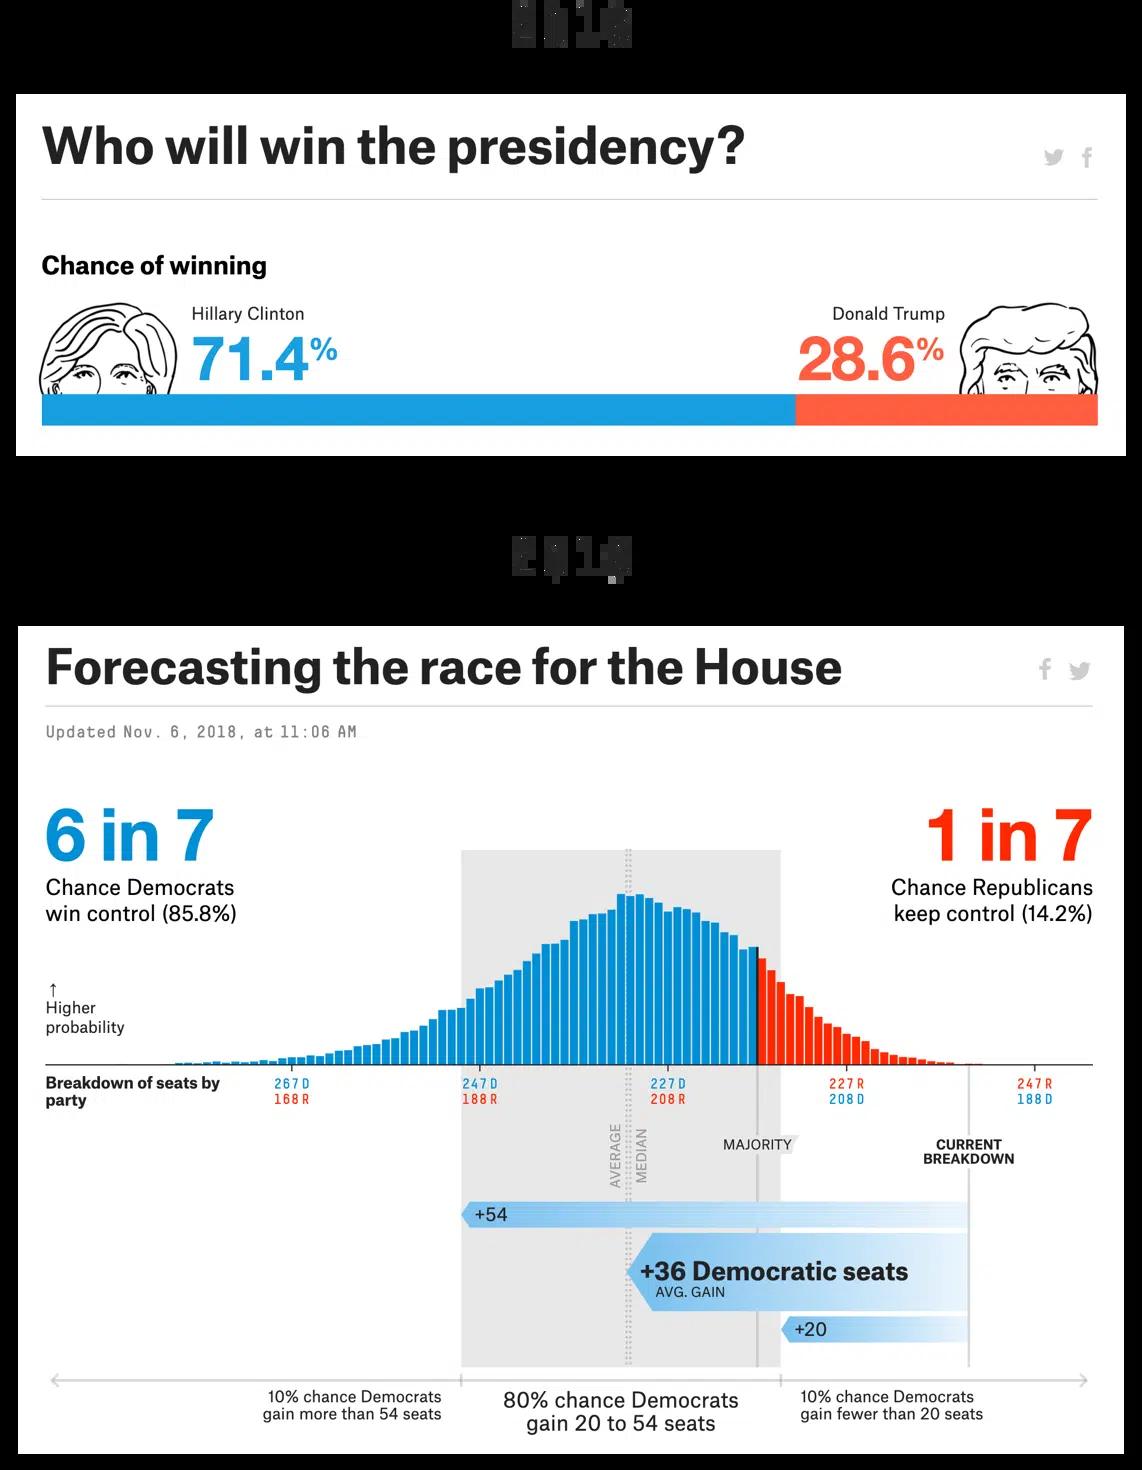 Who will win the presidency?
Chance of winning
Hillary Clinton
71.4%
Donald Trump
28.6%
Forecasting the race for the House
Updated Nov. 6, 2018, at 11:06 AM
6 in 7
Chance Democrats
win control (85.8%)
1 in 7
Chance Republicans
keep control (14.2%)
↑
Higher
probability
Breakdown of seats by
party
267 D
168 R
247 D
188 R
227 D
208 R
227 R
208 D
247 R
188 D
AVERAGE
MEDIAN
MAJORITY
CURRENT
BREAKDOWN
+54
+36 Democratic seats
AVG. GAIN
+20
10% chance Democrats
gain more than 54 seats
80% chance Democrats
gain 20 to 54 seats
10% chance Democrats
gain fewer than 20 seats